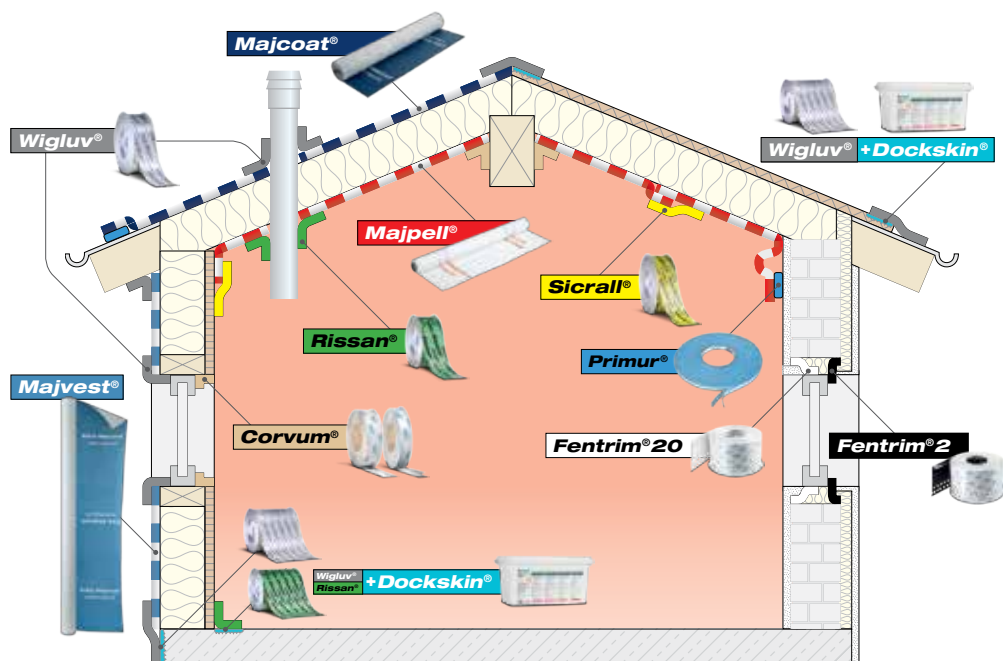 Majcoat®
Wigluv®
Wigluv® +Dockskin®
Majpell®
Sicrall®
Rissan®
Primur®
Majvest®
Corvum®
Fentrim®20
Fentrim®2
Wigluv®
Rissan®
+Dockskin®